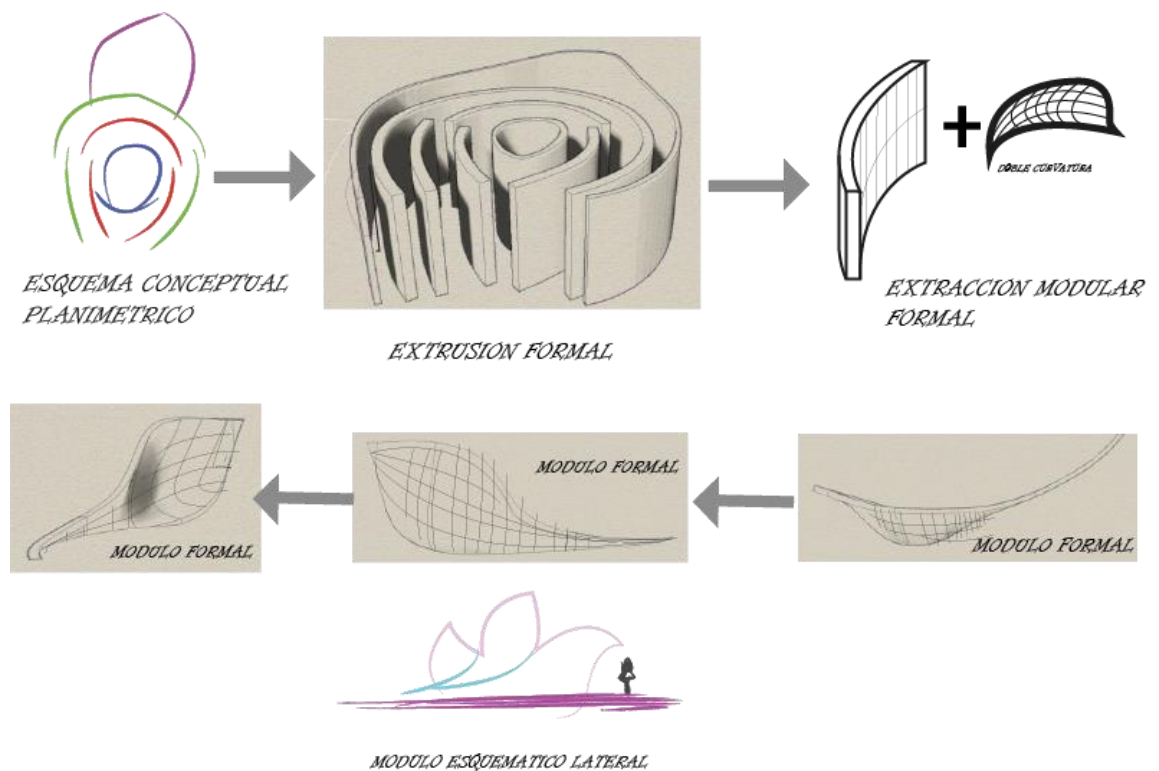 ESQUEMA CONCEPTUAL
PLANIMETRICO
EXTRUSION FORMAL
DOBLE CURVATURA
EXTRACCION MODULAR
FORMAL
MODULO FORMAL
MODULO FORMAL
MODULO FORMAL
MODULO ESQUEMATICO LATERAL